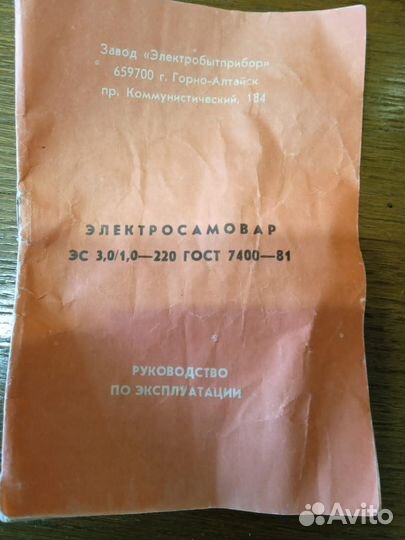 Завод «Электробытприбор»
659700 г. Горно-Алтайск
пр. Коммунистический, 184
ЭЛЕКТРОСАМОВАР
ЭС 3,0/1,0—220 ГОСТ 7400—81
РУКОВОДСТВО
ПО ЭКСПЛУАТАЦИИ
Avito